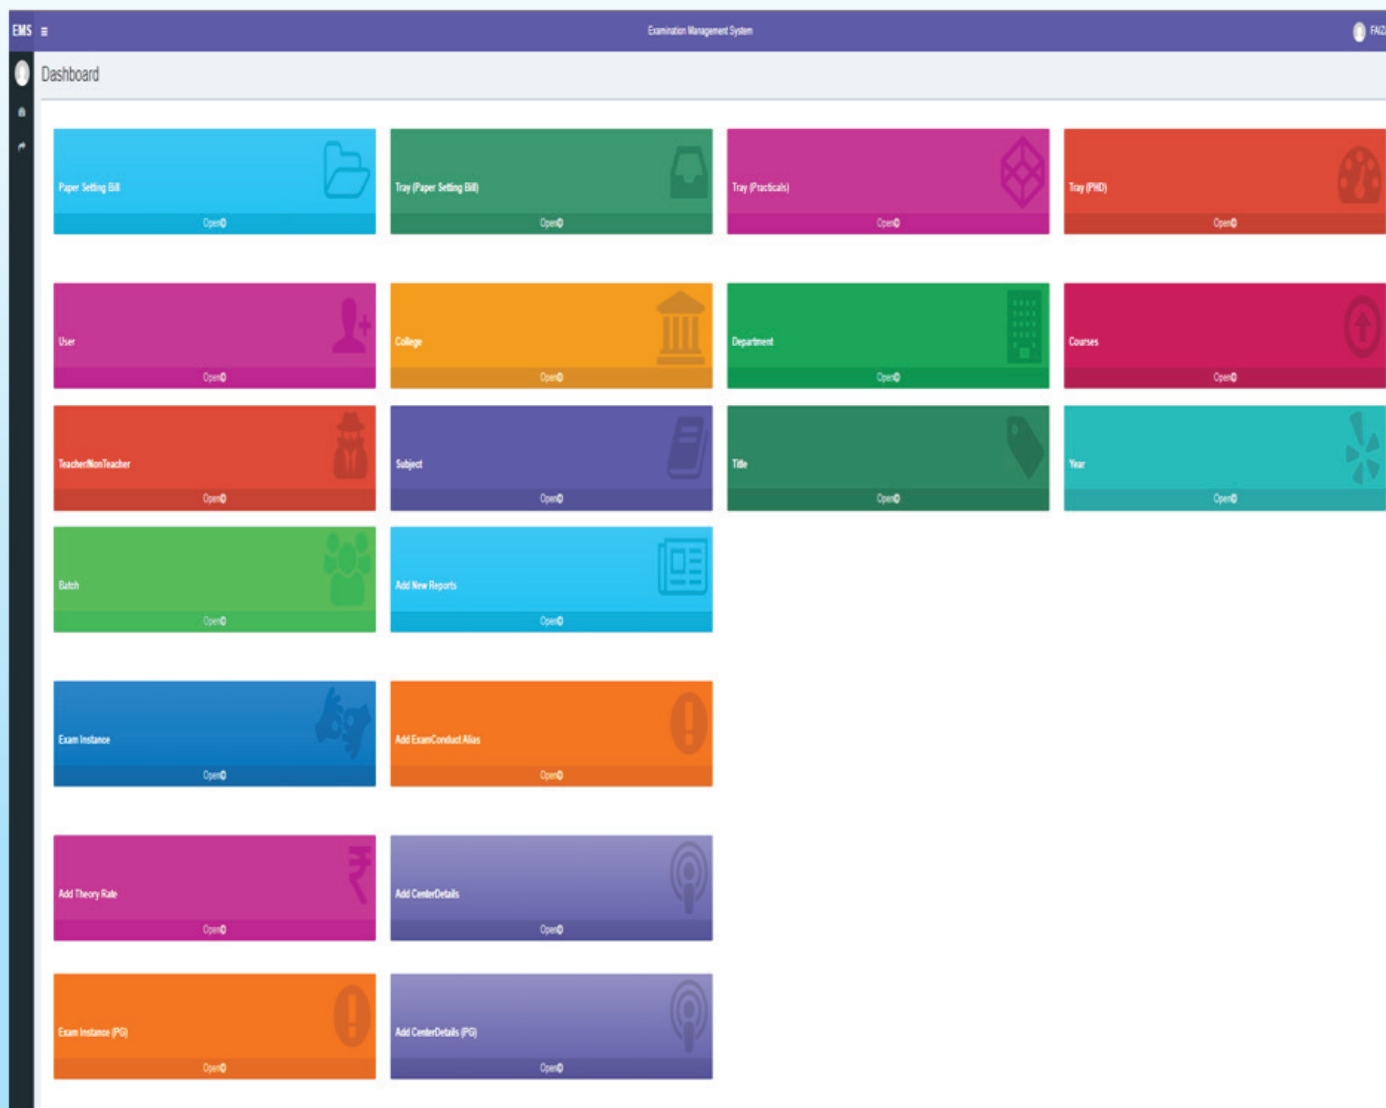 EMS Examination Management System FAIZ
Dashboard
Paper Setting Bill
Open
Tray (Paper Setting Bill)
Open
Tray (Practicals)
Open
Tray (PHD)
Open
User
Open
College
Open
Department
Open
Courses
Open
Teacher/NonTeacher
Open
Subject
Open
Title
Open
Year
Open
Batch
Open
Add New Reports
Open
Exam Instance
Open
Add ExamConduct Alias
Open
Add Theory Rate
Open
Add CenterDetails
Open
Exam Instance (PG)
Open
Add CenterDetails (PG)
Open